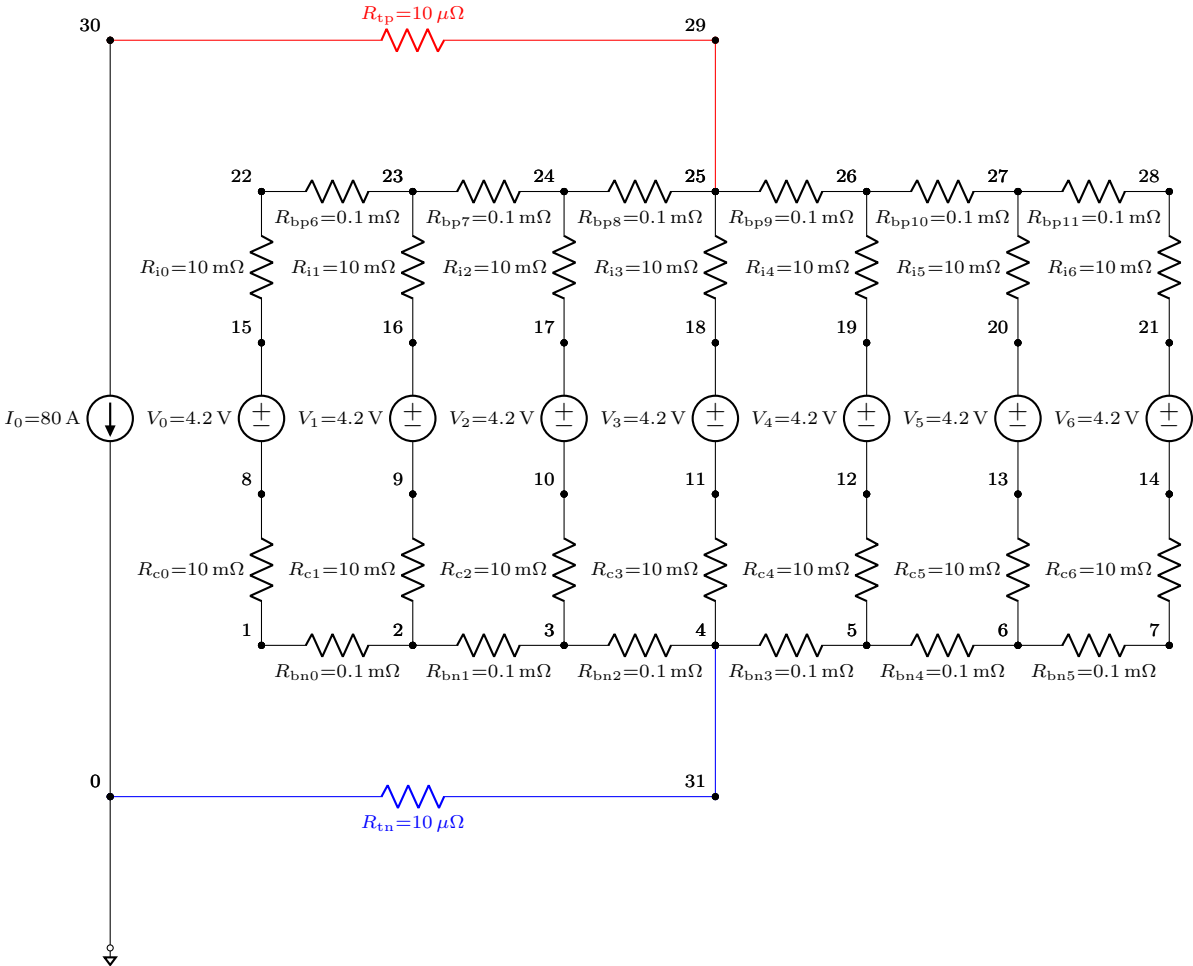 R_tp=10 μΩ
30 29
22 23 24 25 26 27 28
R_bp6=0.1 mΩ R_bp7=0.1 mΩ R_bp8=0.1 mΩ R_bp9=0.1 mΩ R_bp10=0.1 mΩ R_bp11=0.1 mΩ
R_i0=10 mΩ R_i1=10 mΩ R_i2=10 mΩ R_i3=10 mΩ R_i4=10 mΩ R_i5=10 mΩ R_i6=10 mΩ
15 16 17 18 19 20 21
I_0=80 A V_0=4.2 V V_1=4.2 V V_2=4.2 V V_3=4.2 V V_4=4.2 V V_5=4.2 V V_6=4.2 V
8 9 10 11 12 13 14
R_c0=10 mΩ R_c1=10 mΩ R_c2=10 mΩ R_c3=10 mΩ R_c4=10 mΩ R_c5=10 mΩ R_c6=10 mΩ
1 2 3 4 5 6 7
R_bn0=0.1 mΩ R_bn1=0.1 mΩ R_bn2=0.1 mΩ R_bn3=0.1 mΩ R_bn4=0.1 mΩ R_bn5=0.1 mΩ
0 31
R_tn=10 μΩ